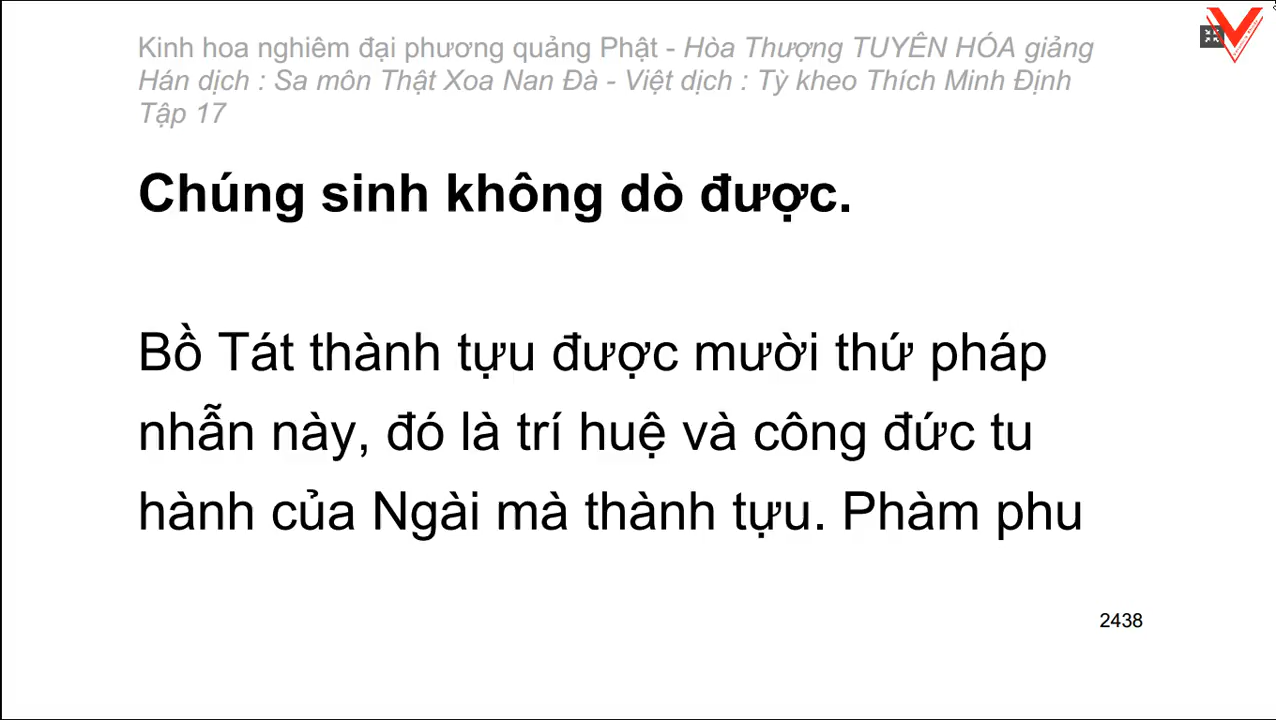 Kinh hoa nghiêm đại phương quảng Phật - Hòa Thượng TUYÊN HÓA giảng
Hán dịch : Sa môn Thật Xoa Nan Đà - Việt dịch : Tỳ kheo Thích Minh Định
Tập 17
Chúng sinh không dò được.
Bồ Tát thành tựu được mười thứ pháp
nhẫn này, đó là trí huệ và công đức tu
hành của Ngài mà thành tựu. Phàm phu
2438